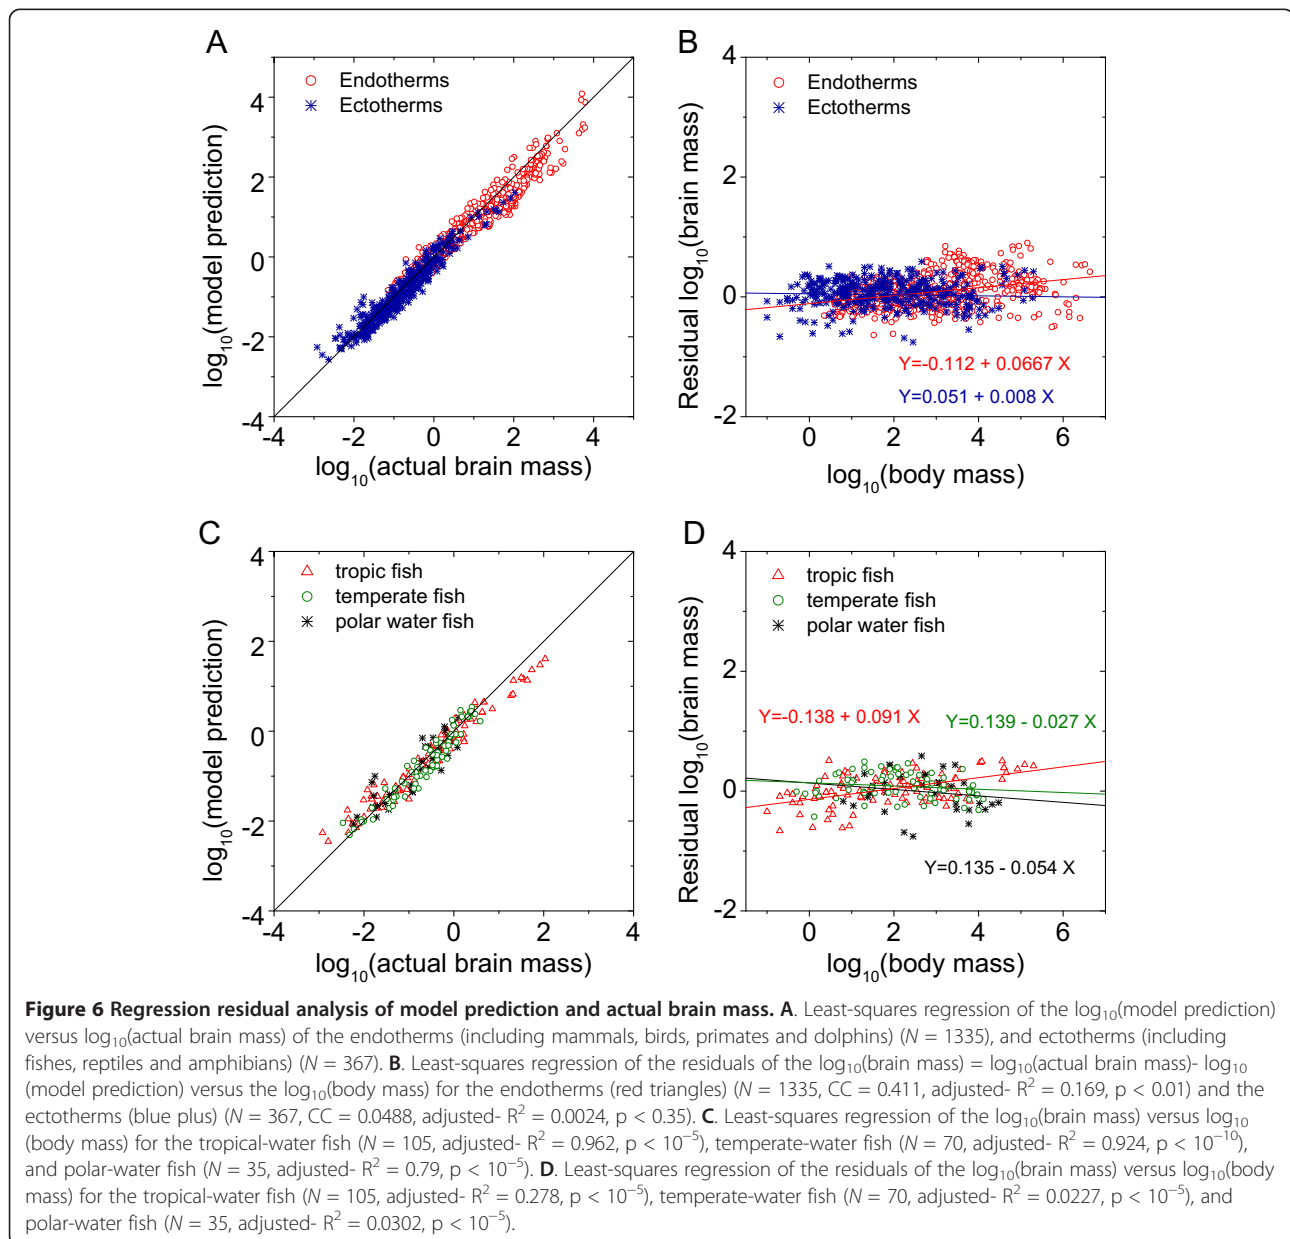 A
Endotherms
Ectotherms
log10(model prediction)
4
2
0
-2
-4
-4 -2 0 2 4
log10(actual brain mass)
B
Endotherms
Ectotherms
Residual log10(brain mass)
4
2
0
-2
Y=-0.112 + 0.0667 X
Y=0.051 + 0.008 X
0 2 4 6
log10(body mass)
C
tropic fish
temperate fish
polar water fish
log10(model prediction)
4
2
0
-2
-4
-4 -2 0 2 4
log10(actual brain mass)
D
tropic fish
temperate fish
polar water fish
Residual log10(brain mass)
4
2
0
-2
Y=-0.138 + 0.091 X
Y=0.139 - 0.027 X
Y=0.135 - 0.054 X
0 2 4 6
log10(body mass)
Figure 6 Regression residual analysis of model prediction and actual brain mass. A. Least-squares regression of the log10(model prediction)
versus log10(actual brain mass) of the endotherms (including mammals, birds, primates and dolphins) (N = 1335), and ectotherms (including
fishes, reptiles and amphibians) (N = 367). B. Least-squares regression of the residuals of the log10(brain mass) = log10(actual brain mass)- log10
(model prediction) versus the log10(body mass) for the endotherms (red triangles) (N = 1335, CC = 0.411, adjusted- R² = 0.169, p < 0.01) and the
ectotherms (blue plus) (N = 367, CC = 0.0488, adjusted- R² = 0.0024, p < 0.35). C. Least-squares regression of the log10(brain mass) versus log10
(body mass) for the tropical-water fish (N = 105, adjusted- R² = 0.962, p < 10⁻⁵), temperate-water fish (N = 70, adjusted- R² = 0.924, p < 10⁻¹⁰),
and polar-water fish (N = 35, adjusted- R² = 0.79, p < 10⁻⁵). D. Least-squares regression of the residuals of the log10(brain mass) versus log10(body
mass) for the tropical-water fish (N = 105, adjusted- R² = 0.278, p < 10⁻⁵), temperate-water fish (N = 70, adjusted- R² = 0.0227, p < 10⁻⁵), and
polar-water fish (N = 35, adjusted- R² = 0.0302, p < 10⁻⁵).